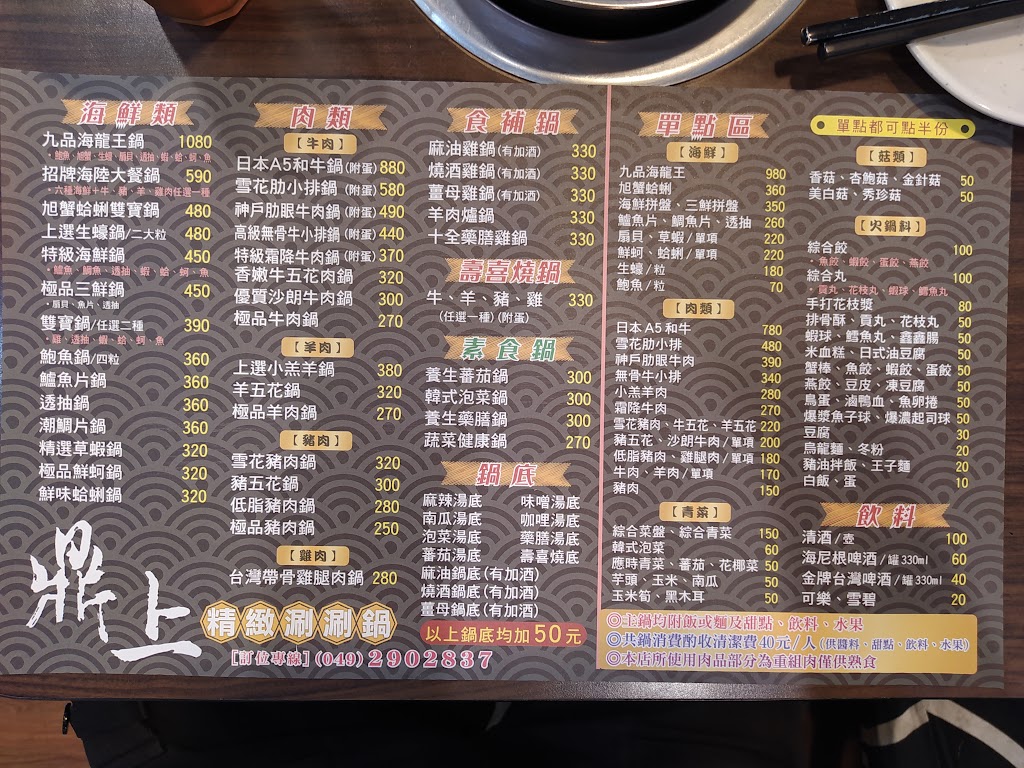 海鮮類
九品海龍王鍋 1080
・鮑魚、旭蟹、生蠔、扇貝、透抽、蝦、蛤、蚵、魚
招牌海陸大餐鍋 590
・六種海鮮+牛、豬、羊、雞肉任選一種
旭蟹蛤蜊雙寶鍋 480
上選生蠔鍋/二大粒 480
特級海鮮鍋 450
・鱸魚、鯛魚、透抽、蝦、蛤、蚵、魚
極品三鮮鍋 450
・扇貝、魚片、透抽
雙寶鍋/任選二種 390
・雞、透抽、蝦、蛤、蚵、魚
鮑魚鍋/四粒 360
鱸魚片鍋 360
透抽鍋 360
潮鯛片鍋 360
精選草蝦鍋 320
極品鮮蚵鍋 320
鮮味蛤蜊鍋 320
肉類
【牛肉】
日本A5和牛鍋(附蛋) 880
雪花肋小排鍋(附蛋) 580
神戶肋眼牛肉鍋(附蛋) 490
高級無骨牛小排鍋(附蛋) 440
特級霜降牛肉鍋(附蛋) 370
香嫩牛五花肉鍋 320
優質沙朗牛肉鍋 300
極品牛肉鍋 270
【羊肉】
上選小羔羊鍋 380
羊五花鍋 320
極品羊肉鍋 270
【豬肉】
雪花豬肉鍋 320
豬五花鍋 300
低脂豬肉鍋 280
極品豬肉鍋 250
【雞肉】
台灣帶骨雞腿肉鍋 280
食補鍋
麻油雞鍋(有加酒) 330
燒酒雞鍋(有加酒) 330
薑母雞鍋(有加酒) 330
羊肉爐鍋 330
十全藥膳雞鍋 330
壽喜燒鍋
牛、羊、豬、雞 330
(任選一種)(附蛋)
素食鍋
養生蕃茄鍋 300
韓式泡菜鍋 300
養生藥膳鍋 300
蔬菜健康鍋 270
鍋底
麻辣湯底 味噌湯底
南瓜湯底 咖哩湯底
泡菜湯底 藥膳湯底
蕃茄湯底 壽喜燒底
麻油鍋底(有加酒)
燒酒鍋底(有加酒)
薑母鍋底(有加酒)
以上鍋底均加50元
鼎上
精緻涮涮鍋
[訂位專線] (049)2902837
單點區
單點都可點半份
【海鮮】
九品海龍王 980
旭蟹蛤蜊 360
海鮮拼盤、三鮮拼盤 350
鱸魚片、鯛魚片、透抽 260
扇貝、草蝦/單項 220
鮮蚵、蛤蜊/單項 220
生蠔/粒 180
鮑魚/粒 70
【肉類】
日本A5和牛 780
雪花肋小排 480
神戶肋眼牛肉 390
無骨牛小排 340
小羔羊肉 280
霜降牛肉 270
雪花豬肉、牛五花、羊五花 220
豬五花、沙朗牛肉/單項 200
低脂豬肉、雞腿肉/單項 180
牛肉、羊肉/單項 170
豬肉 150
【青菜】
綜合菜盤、綜合青菜 150
韓式泡菜 60
應時青菜、蕃茄、花椰菜 50
芋頭、玉米、南瓜 50
玉米筍、黑木耳 50
【菇類】
香菇、杏鮑菇、金針菇 50
美白菇、秀珍菇 50
【火鍋料】
綜合餃 100
・魚餃、蝦餃、蛋餃、燕餃
綜合丸 100
・貢丸、花枝丸、蝦球、鱈魚丸
手打花枝漿 80
排骨酥、貢丸、花枝丸 50
蝦球、鱈魚丸、鑫鑫腸 50
米血糕、日式油豆腐 50
蟹棒、魚餃、蝦餃、蛋餃 50
燕餃、豆皮、凍豆腐 50
鳥蛋、滷鴨血、魚卵捲 50
爆漿魚子球、爆濃起司球 50
豆腐 30
烏龍麵、冬粉 20
豬油拌飯、王子麵 20
白飯、蛋 10
飲料
清酒/壺 100
海尼根啤酒/罐330ml 60
金牌台灣啤酒/罐330ml 40
可樂、雪碧 20
◎主鍋均附飯或麵及甜點、飲料、水果
◎共鍋消費酌收清潔費40元/人(供醬料、甜點、飲料、水果)
◎本店所使用肉品部分為重組肉僅供熟食